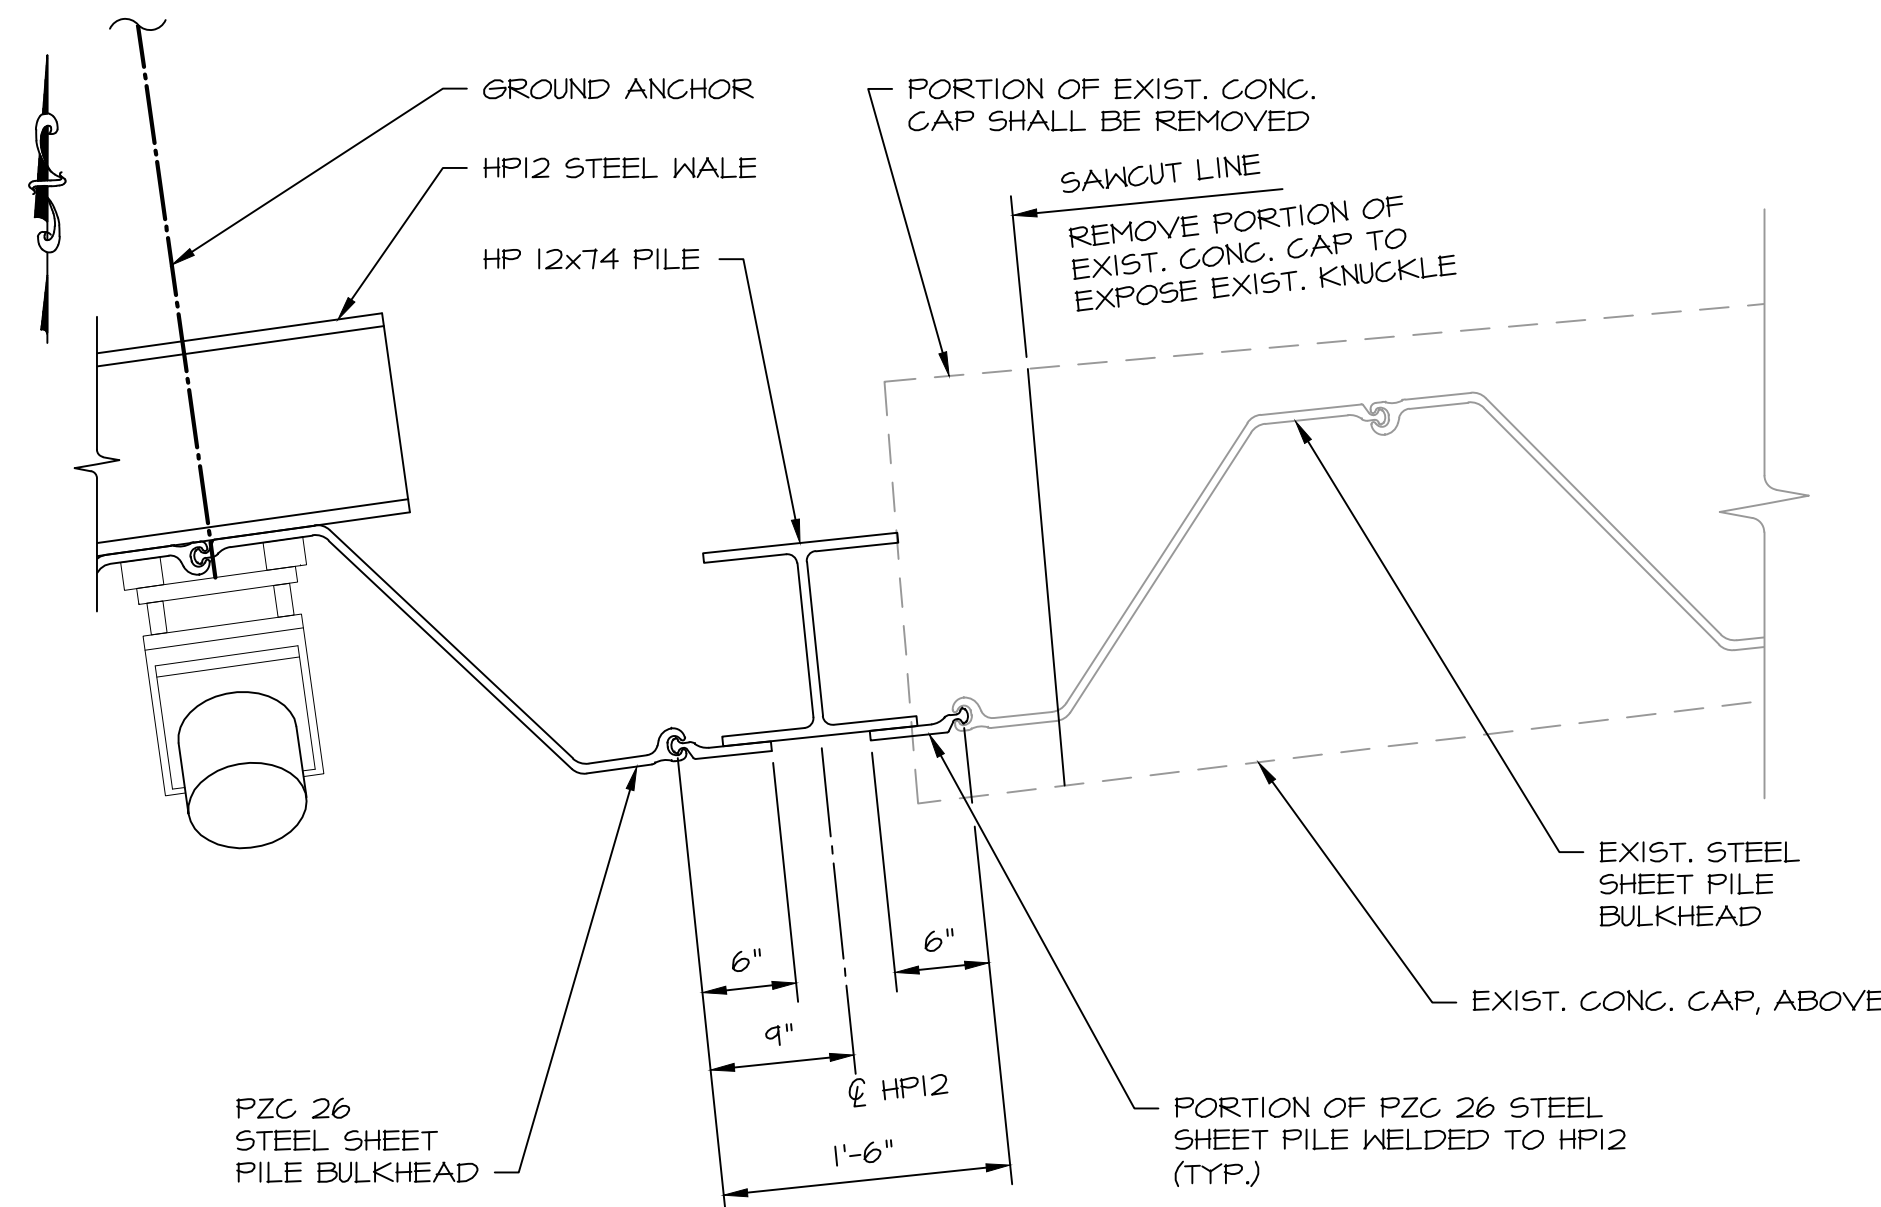 GROUND ANCHOR
HP12 STEEL WALE
HP 12x74 PILE
PORTION OF EXIST. CONC.
CAP SHALL BE REMOVED
SAWCUT LINE
REMOVE PORTION OF
EXIST. CONC. CAP TO
EXPOSE EXIST. KNUCKLE
EXIST. STEEL
SHEET PILE
BULKHEAD
EXIST. CONC. CAP, ABOVE
6"
6"
9"
℄ HP12
1'-6"
PZC 26
STEEL SHEET
PILE BULKHEAD
PORTION OF PZC 26 STEEL
SHEET PILE WELDED TO HP12
(TYP.)